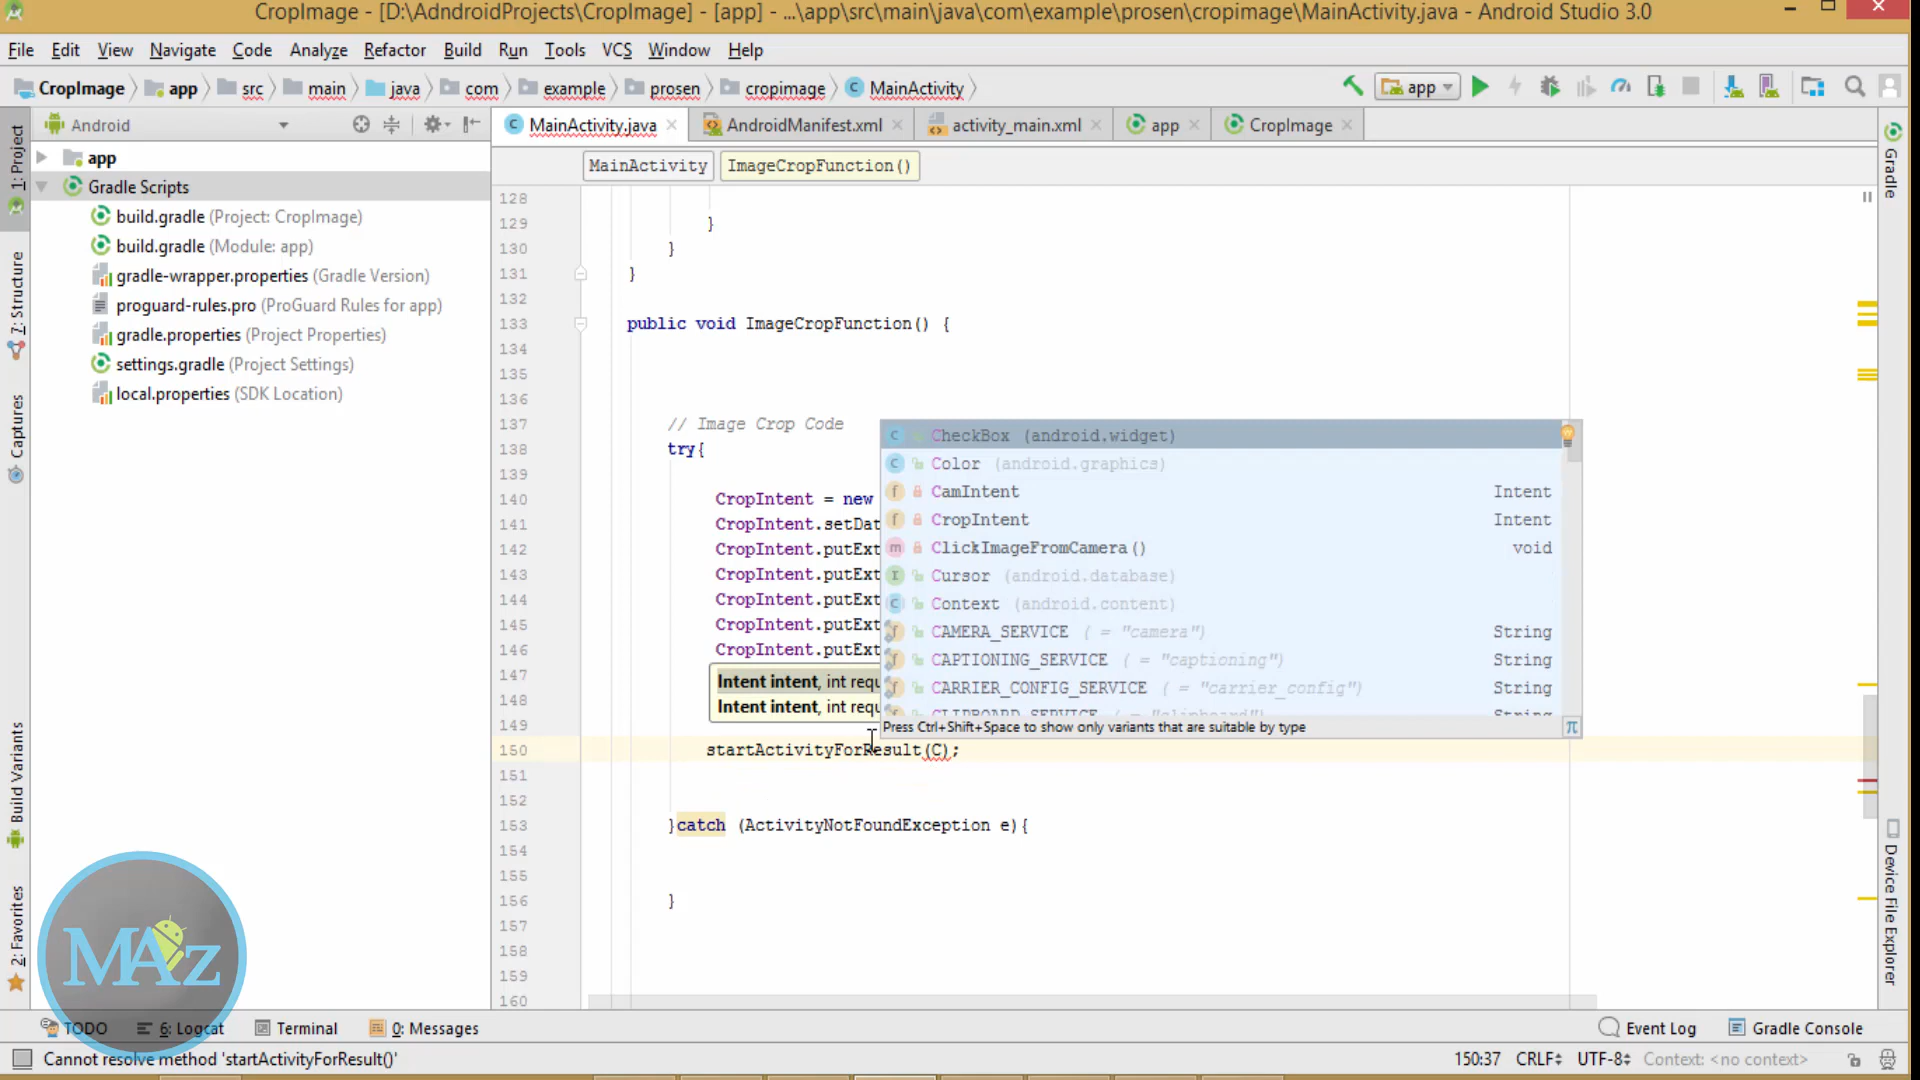 CropImage - [D:\AdndroidProjects\CropImage] - [app] - ...\app\src\main\java\com\example\prosen\cropimage\MainActivity.java - Android Studio 3.0
File Edit View Navigate Code Analyze Refactor Build Run Tools VCS Window Help
CropImage app src main java com example prosen cropimage MainActivity app
Android MainActivity.java AndroidManifest.xml activity_main.xml app CropImage
MainActivity ImageCropFunction()
app
Gradle Scripts
build.gradle (Project: CropImage)
build.gradle (Module: app)
gradle-wrapper.properties (Gradle Version)
proguard-rules.pro (ProGuard Rules for app)
gradle.properties (Project Properties)
settings.gradle (Project Settings)
local.properties (SDK Location)
1: Project
7: Structure
Captures
Build Variants
2: Favorites
MAz
128
129 }
130 }
131 }
132
133 public void ImageCropFunction() {
134
135
136
137 // Image Crop Code
138 try{
139
140 CropIntent = new
141 CropIntent.setDat
142 CropIntent.putExt
143 CropIntent.putExt
144 CropIntent.putExt
145 CropIntent.putExt
146 CropIntent.putExt
147 Intent intent, int requ
148 Intent intent, int requ
149
150 startActivityForResult(C);
151
152
153 }catch (ActivityNotFoundException e){
154
155
156 }
157
158
159
160
CheckBox (android.widget)
Color (android.graphics)
CamIntent Intent
CropIntent Intent
ClickImageFromCamera() void
Cursor (android.database)
Context (android.content)
CAMERA_SERVICE ( = "camera") String
CAPTIONING_SERVICE ( = "captioning") String
CARRIER_CONFIG_SERVICE ( = "carrier_config") String
Press Ctrl+Shift+Space to show only variants that are suitable by type
Gradle
Device File Explorer
TODO 6: Logcat Terminal 0: Messages Event Log Gradle Console
Cannot resolve method 'startActivityForResult()' 150:37 CRLF UTF-8 Context: <no context>